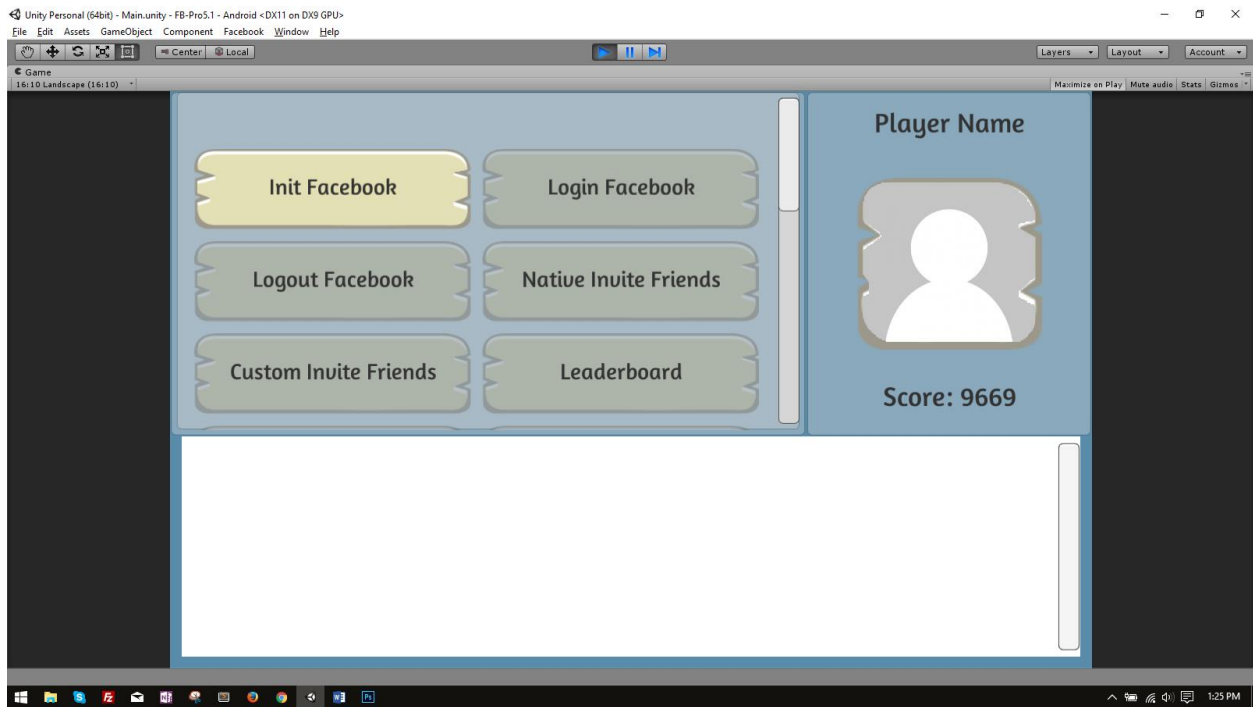 Unity Personal (64bit) - Main.unity - FB-Pro5.1 - Android <DX11 on DX9 GPU>
File Edit Assets GameObject Component Facebook Window Help
Center Local Layers Layout Account
Game
16:10 Landscape (16:10) Maximize on Play Mute audio Stats Gizmos
Player Name
Init Facebook Login Facebook
Logout Facebook Native Invite Friends
Custom Invite Friends Leaderboard
Score: 9669
1:25 PM